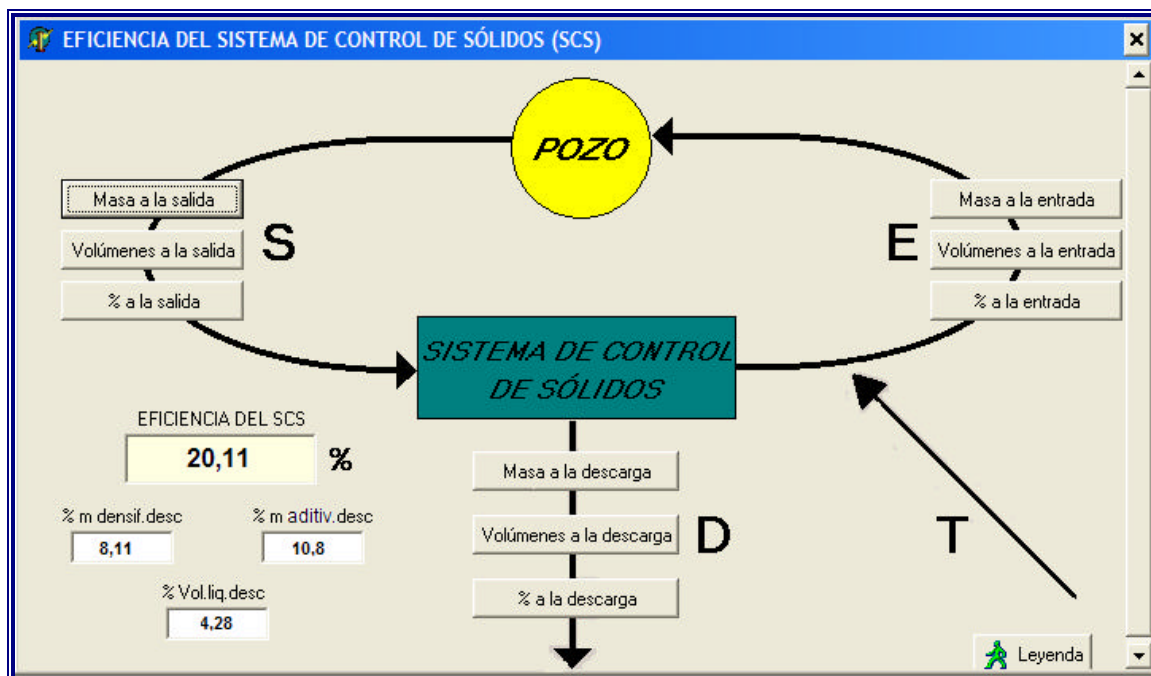 EFICIENCIA DEL SISTEMA DE CONTROL DE SÓLIDOS (SCS)
POZO
Masa a la salida
Volúmenes a la salida
% a la salida
S
E
Masa a la entrada
Volúmenes a la entrada
% a la entrada
SISTEMA DE CONTROL
DE SÓLIDOS
EFICIENCIA DEL SCS
20,11 %
% m densif.desc
8,11
% m aditiv.desc
10,8
% Vol.liq.desc
4,28
Masa a la descarga
Volúmenes a la descarga
% a la descarga
D
T
Leyenda